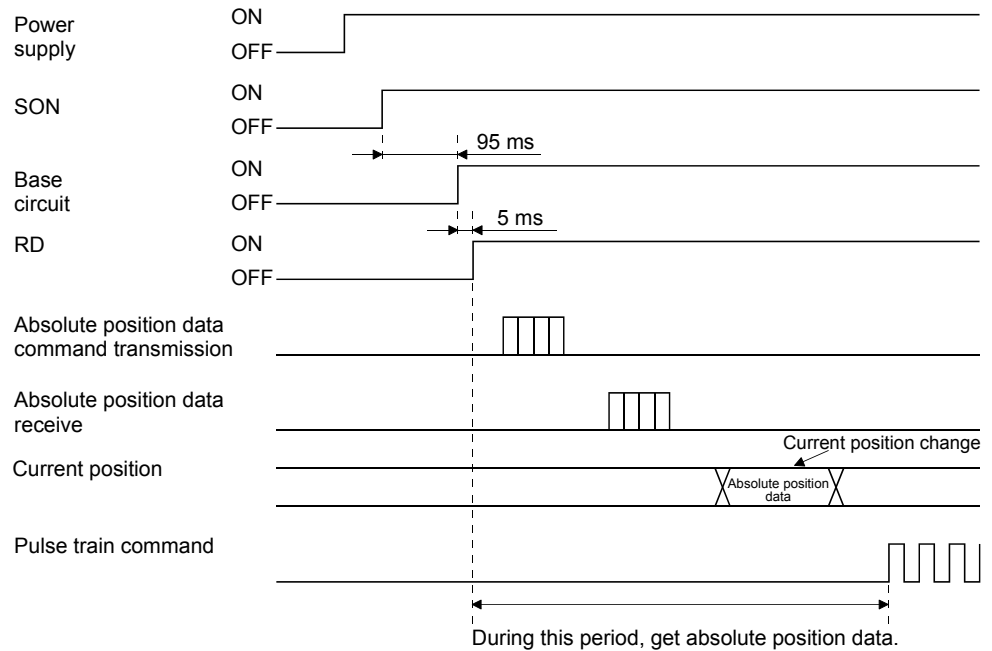 Power
supply
ON
OFF
SON
ON
OFF
95 ms
Base
circuit
ON
OFF
5 ms
RD
ON
OFF
Absolute position data
command transmission
Absolute position data
receive
Current position change
Current position
Absolute position
data
Pulse train command
During this period, get absolute position data.